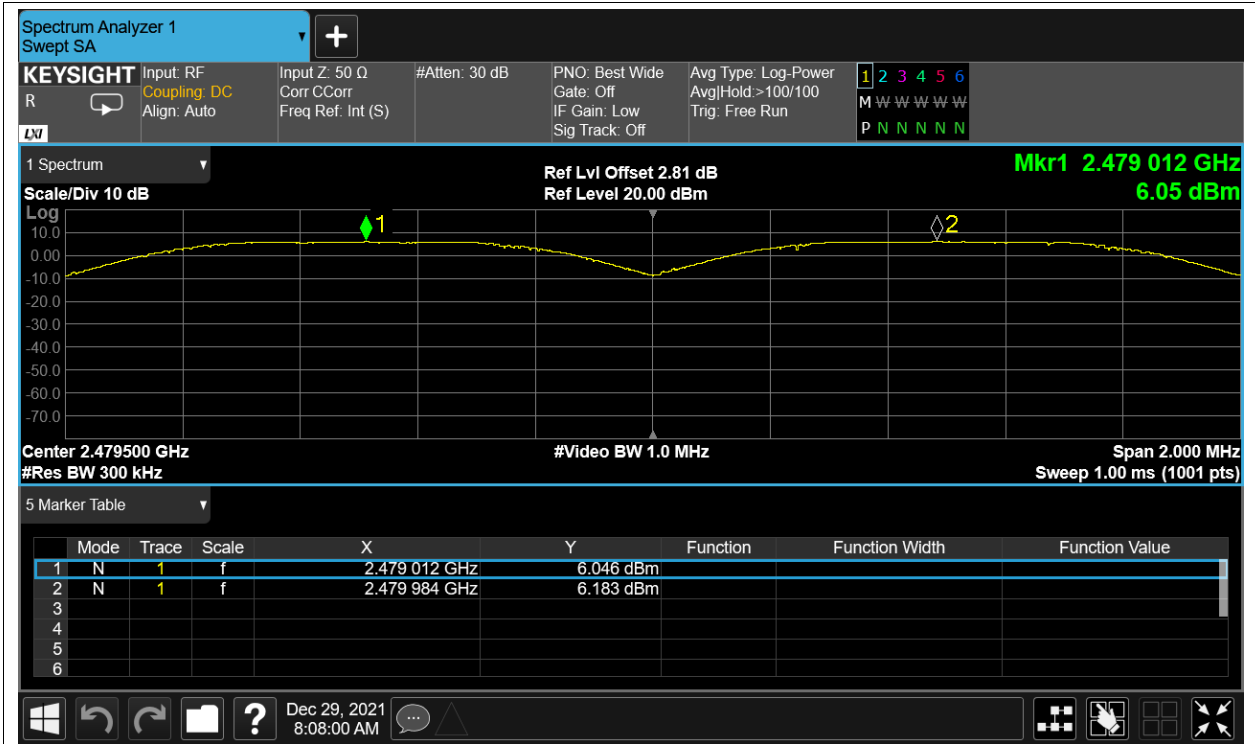 Spectrum Analyzer 1
Swept SA
+
KEYSIGHT Input: RF Input Z: 50 Ω #Atten: 30 dB PNO: Best Wide Avg Type: Log-Power 1 2 3 4 5 6
R Coupling: DC Corr CCorr Gate: Off Avg|Hold:>100/100 M W W W W W
Align: Auto Freq Ref: Int (S) IF Gain: Low Trig: Free Run
LXI Sig Track: Off P N N N N N
1 Spectrum Ref Lvl Offset 2.81 dB Mkr1 2.479 012 GHz
Scale/Div 10 dB Ref Level 20.00 dBm 6.05 dBm
Log
1 2
10.0
0.00
-10.0
-20.0
-30.0
-40.0
-50.0
-60.0
-70.0
Center 2.479500 GHz #Video BW 1.0 MHz Span 2.000 MHz
#Res BW 300 kHz Sweep 1.00 ms (1001 pts)
5 Marker Table
Mode Trace Scale X Y Function Function Width Function Value
1 N 1 f 2.479 012 GHz 6.046 dBm
2 N 1 f 2.479 984 GHz 6.183 dBm
3
4
5
6
? Dec 29, 2021
8:08:00 AM